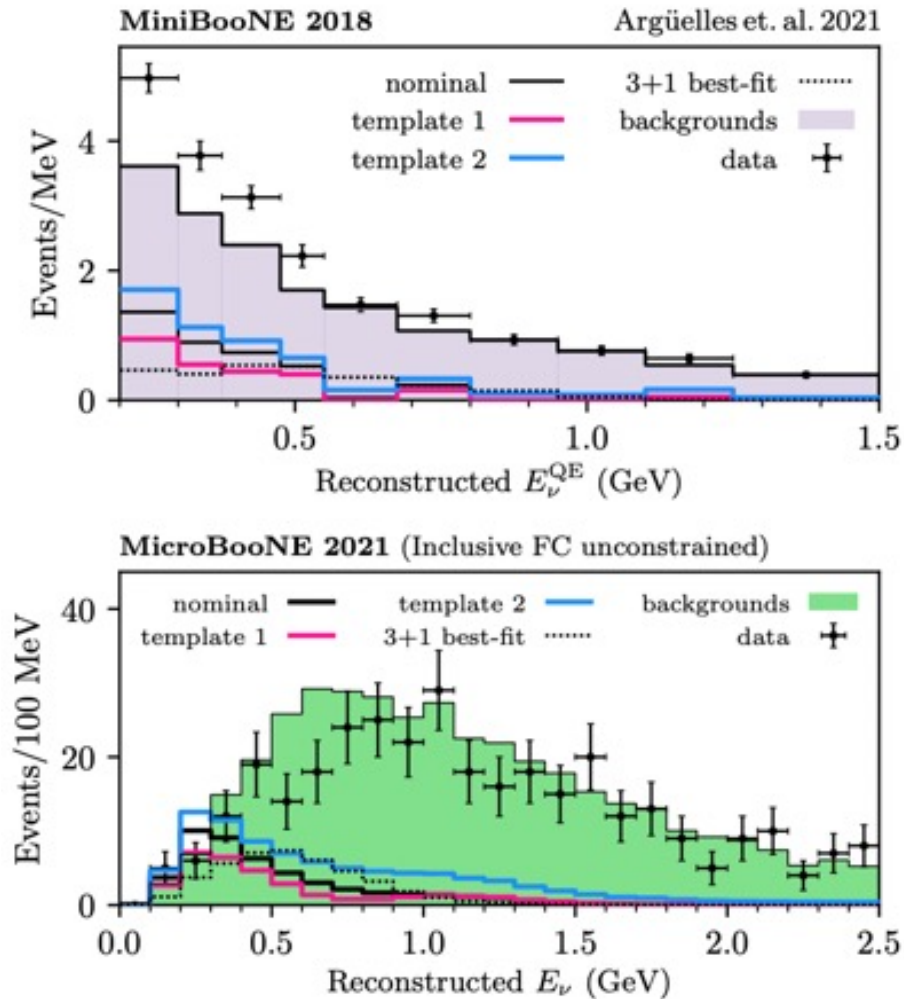 MiniBooNE 2018 Argüelles et. al. 2021
nominal 3+1 best-fit
template 1 backgrounds
template 2 data
Events/MeV
4
2
0
0.5 1.0 1.5
Reconstructed E_ν^QE (GeV)
MicroBooNE 2021 (Inclusive FC unconstrained)
nominal template 2 backgrounds
template 1 3+1 best-fit data
Events/100 MeV
40
20
0
0.0 0.5 1.0 1.5 2.0 2.5
Reconstructed E_ν (GeV)